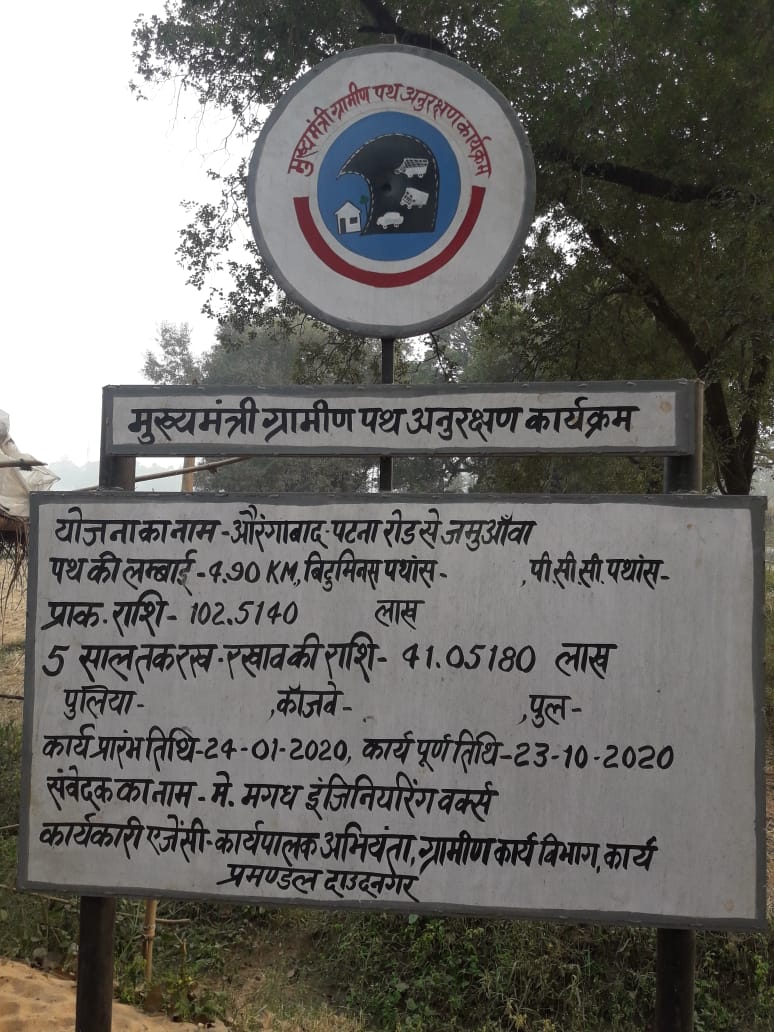 मुख्यमंत्री ग्रामीण पथ अनुरक्षण कार्यक्रम
मुख्यमंत्री ग्रामीण पथ अनुरक्षण कार्यक्रम
योजना का नाम - औरंगाबाद पटना रोड से जमुआँवा
पथ की लम्बाई - 4.90 KM, बिटुमिनस पथांस - , पी.सी.सी. पथांस -
प्राक. राशि - 102.5140 लाख
5 साल तक रख - रखाव की राशि - 41.05180 लाख
पुलिया - , कॉजवे - , पुल -
कार्य प्रारंभ तिथि - 24-01-2020, कार्य पूर्ण तिथि - 23-10-2020
संवेदक का नाम - मे. मगध इंजिनियरिंग वर्क्स
कार्यकारी एजेंसी - कार्यपालक अभियंता, ग्रामीण कार्य विभाग, कार्य
प्रमण्डल दाउदनगर